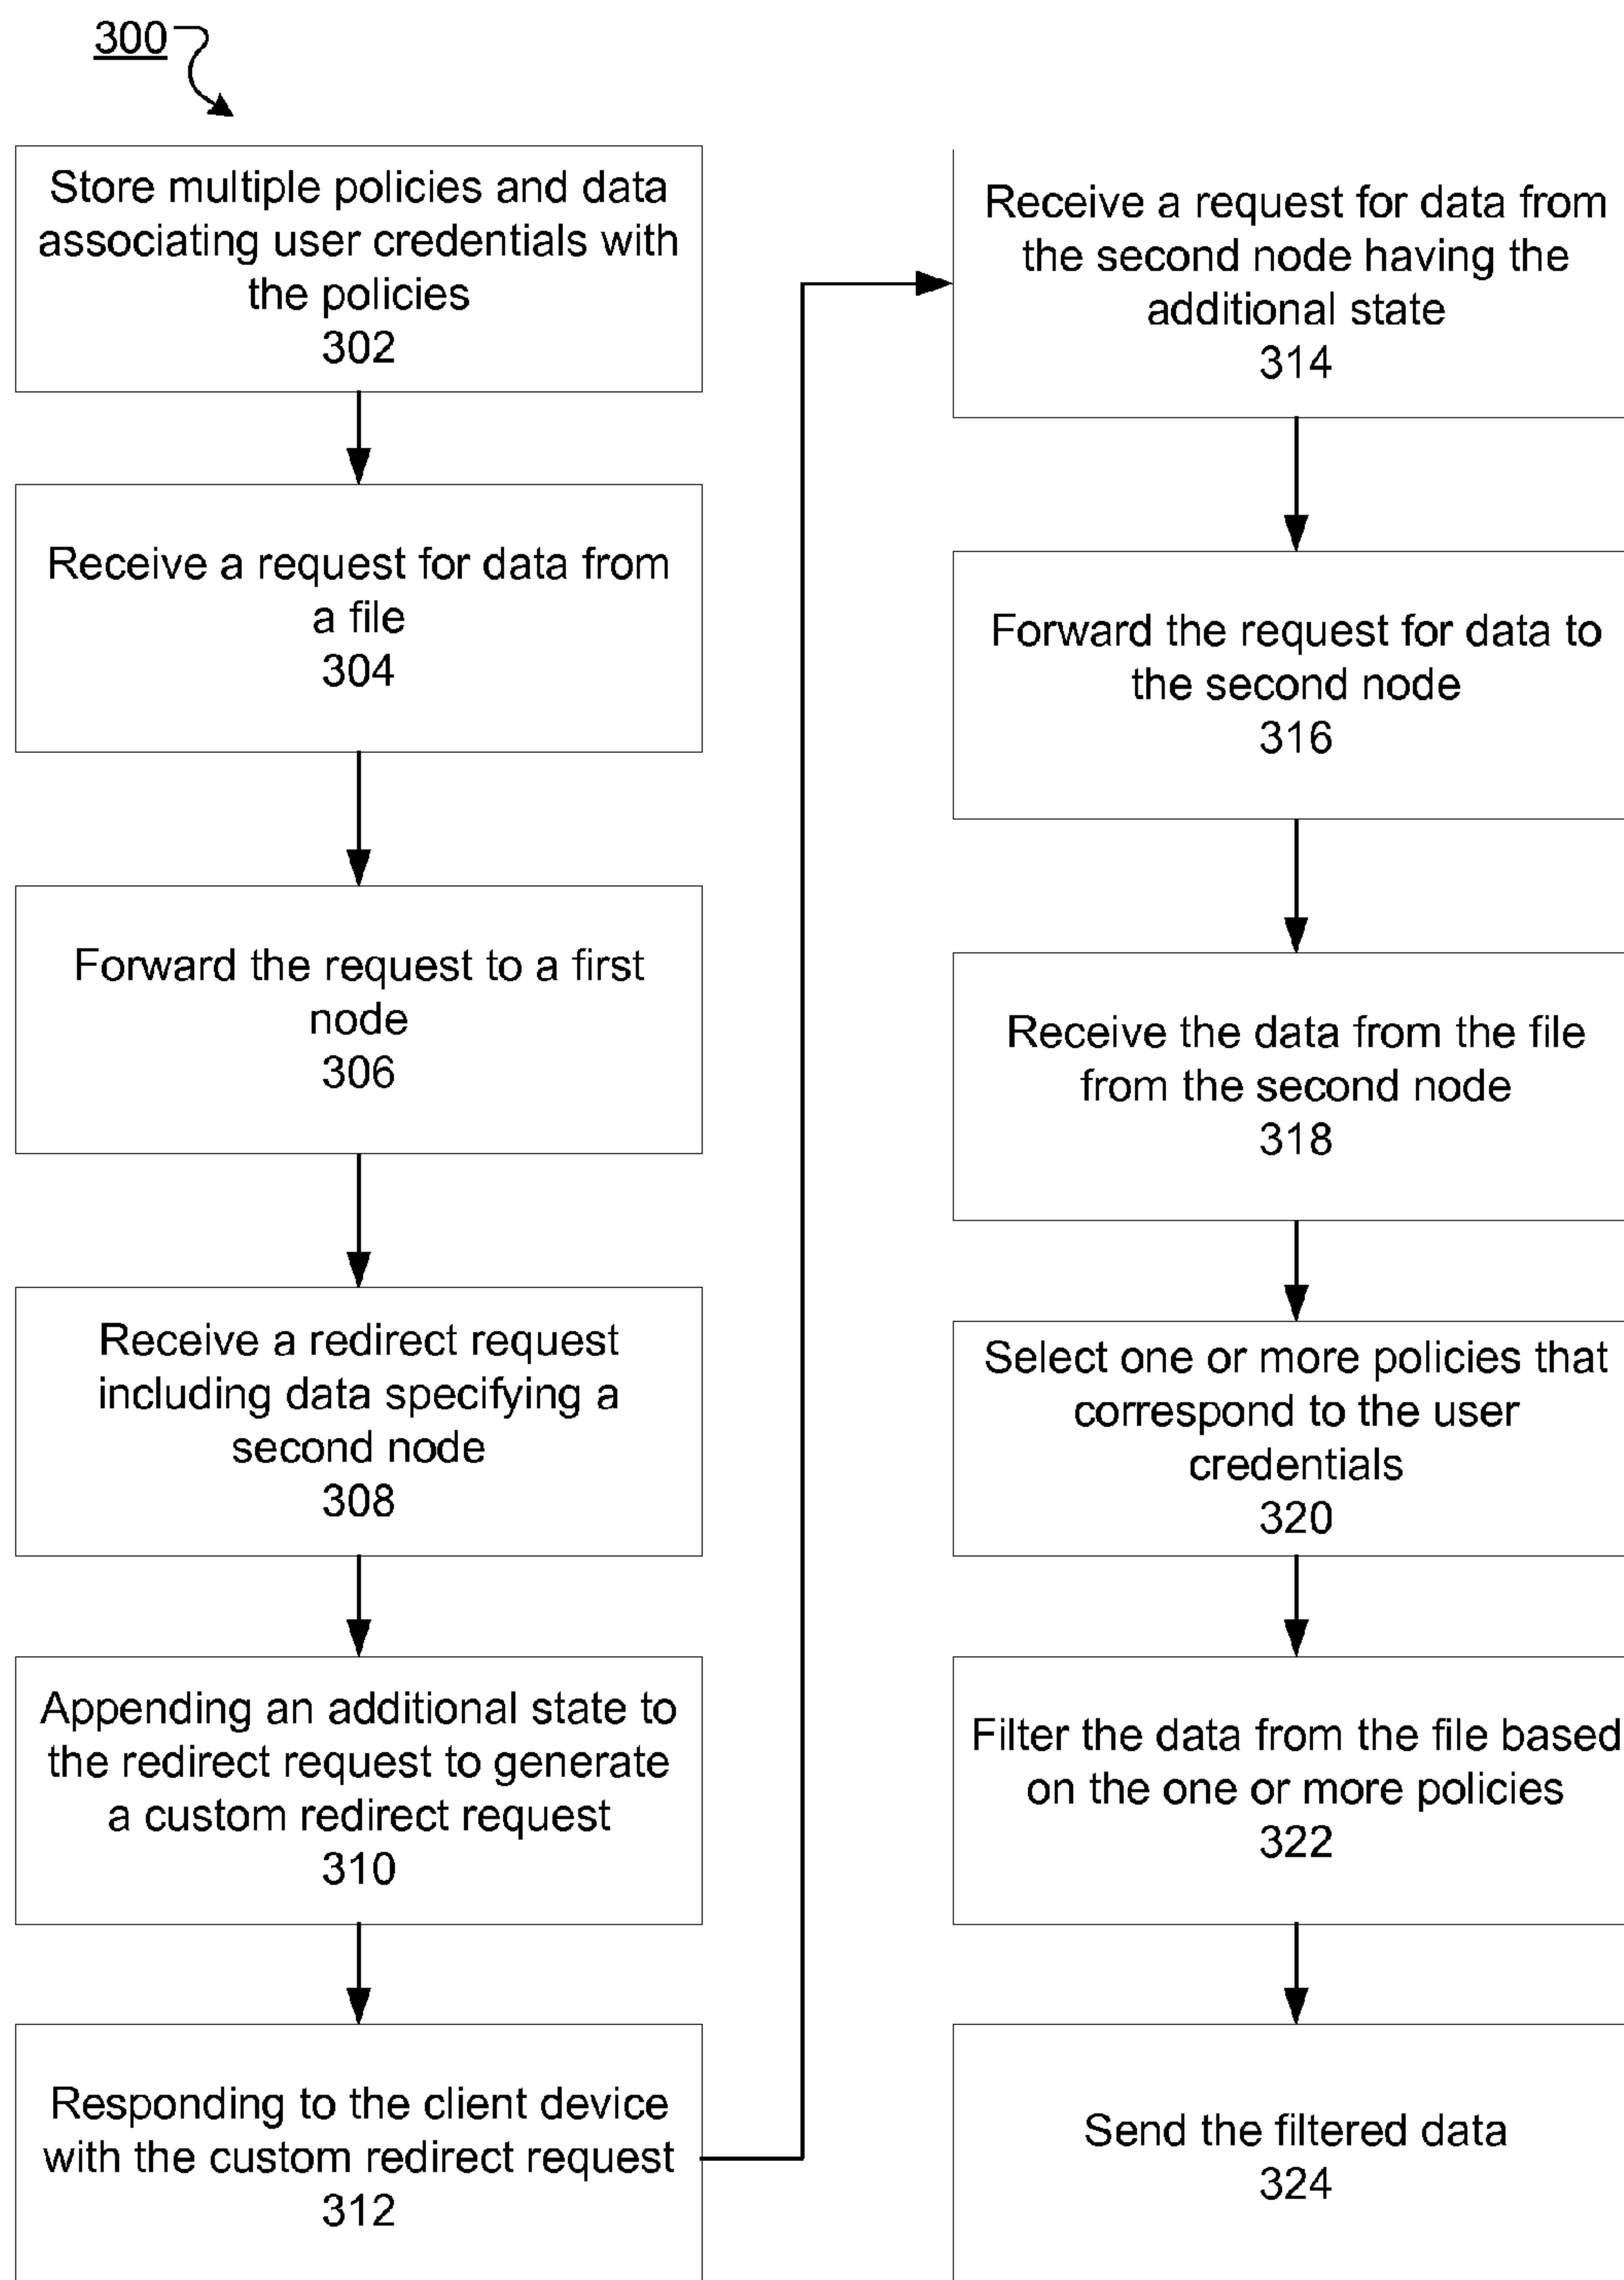 300
Store multiple policies and data
associating user credentials with
the policies
302
Receive a request for data from
a file
304
Forward the request to a first
node
306
Receive a redirect request
including data specifying a
second node
308
Appending an additional state to
the redirect request to generate
a custom redirect request
310
Responding to the client device
with the custom redirect request
312
Receive a request for data from
the second node having the
additional state
314
Forward the request for data to
the second node
316
Receive the data from the file
from the second node
318
Select one or more policies that
correspond to the user
credentials
320
Filter the data from the file based
on the one or more policies
322
Send the filtered data
324